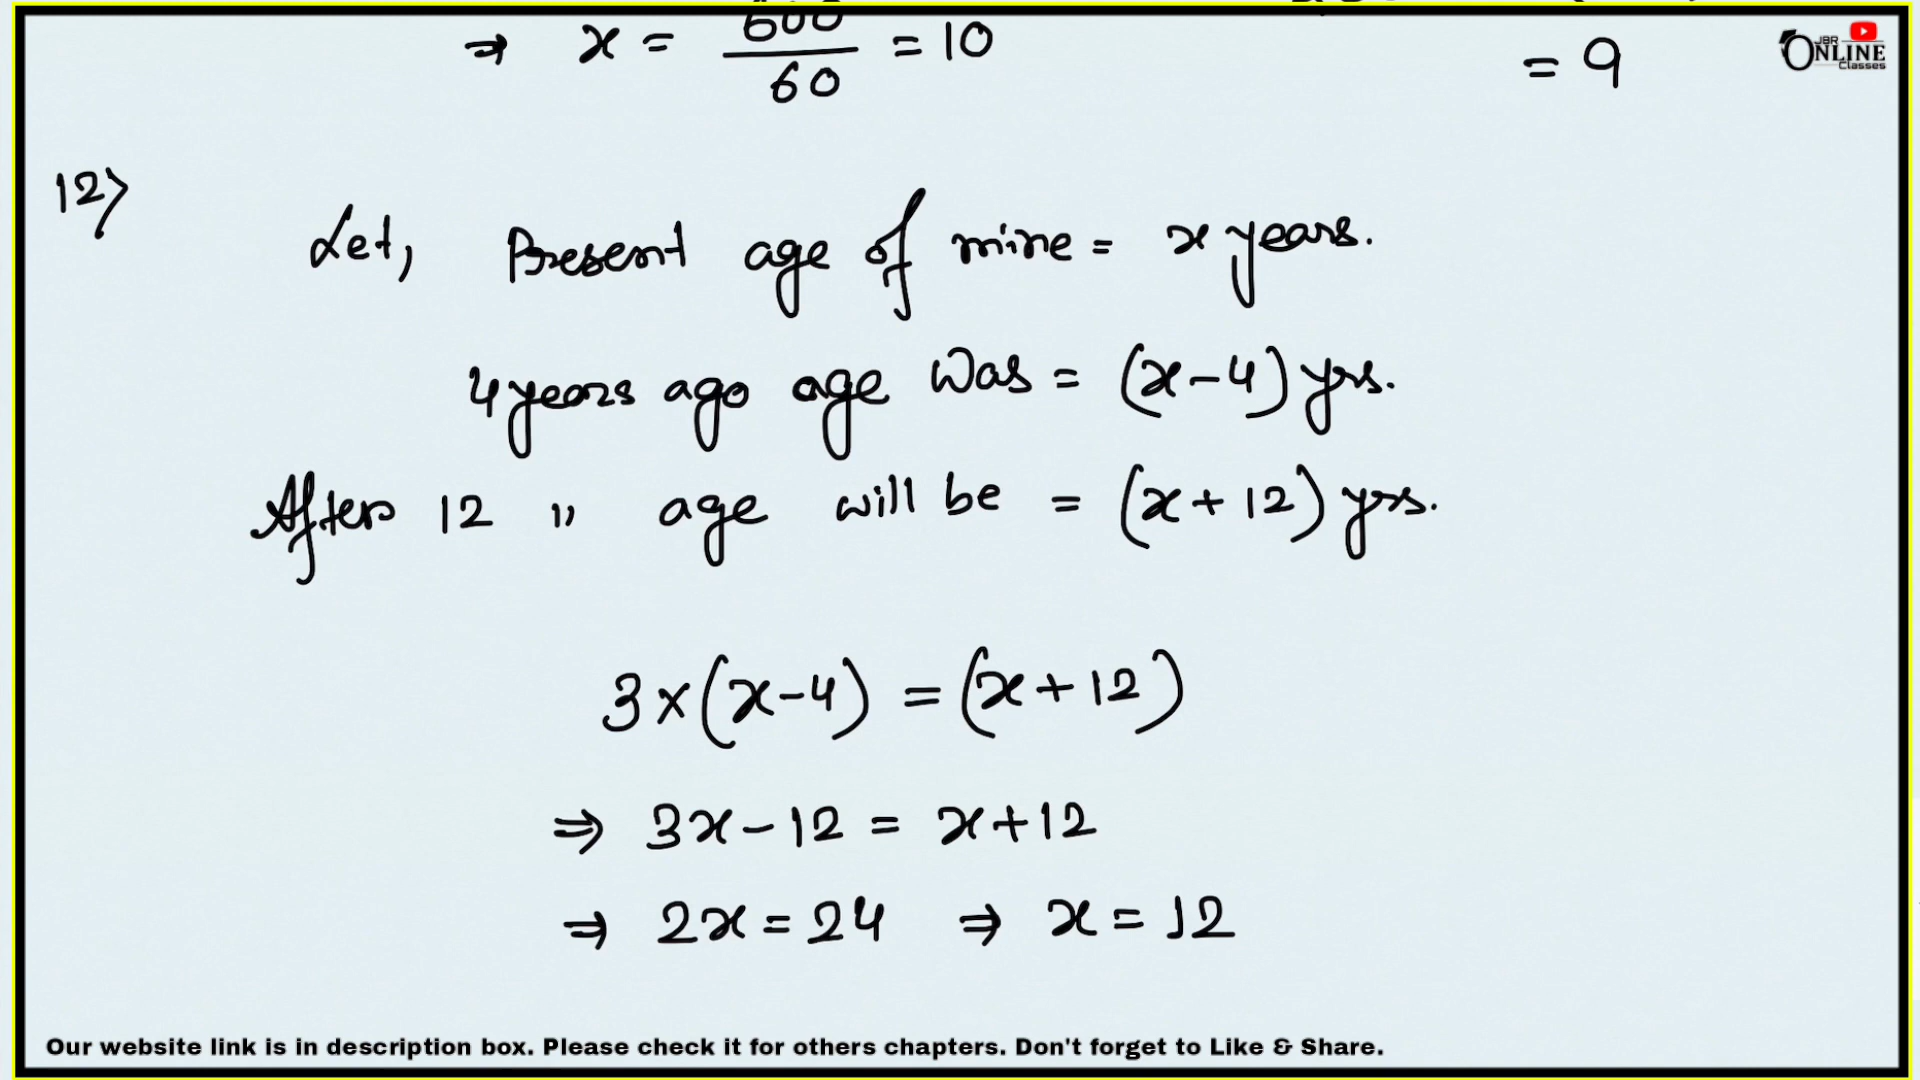 ⇒ x = 600/60 = 10
= 9
JBR ONLINE Classes
12)
Let, Present age of mine = x years.
4 years ago age was = (x-4) yrs.
After 12 ,, age will be = (x+12) yrs.
3×(x-4) = (x+12)
⇒ 3x-12 = x+12
⇒ 2x = 24 ⇒ x = 12
Our website link is in description box. Please check it for others chapters. Don't forget to Like & Share.